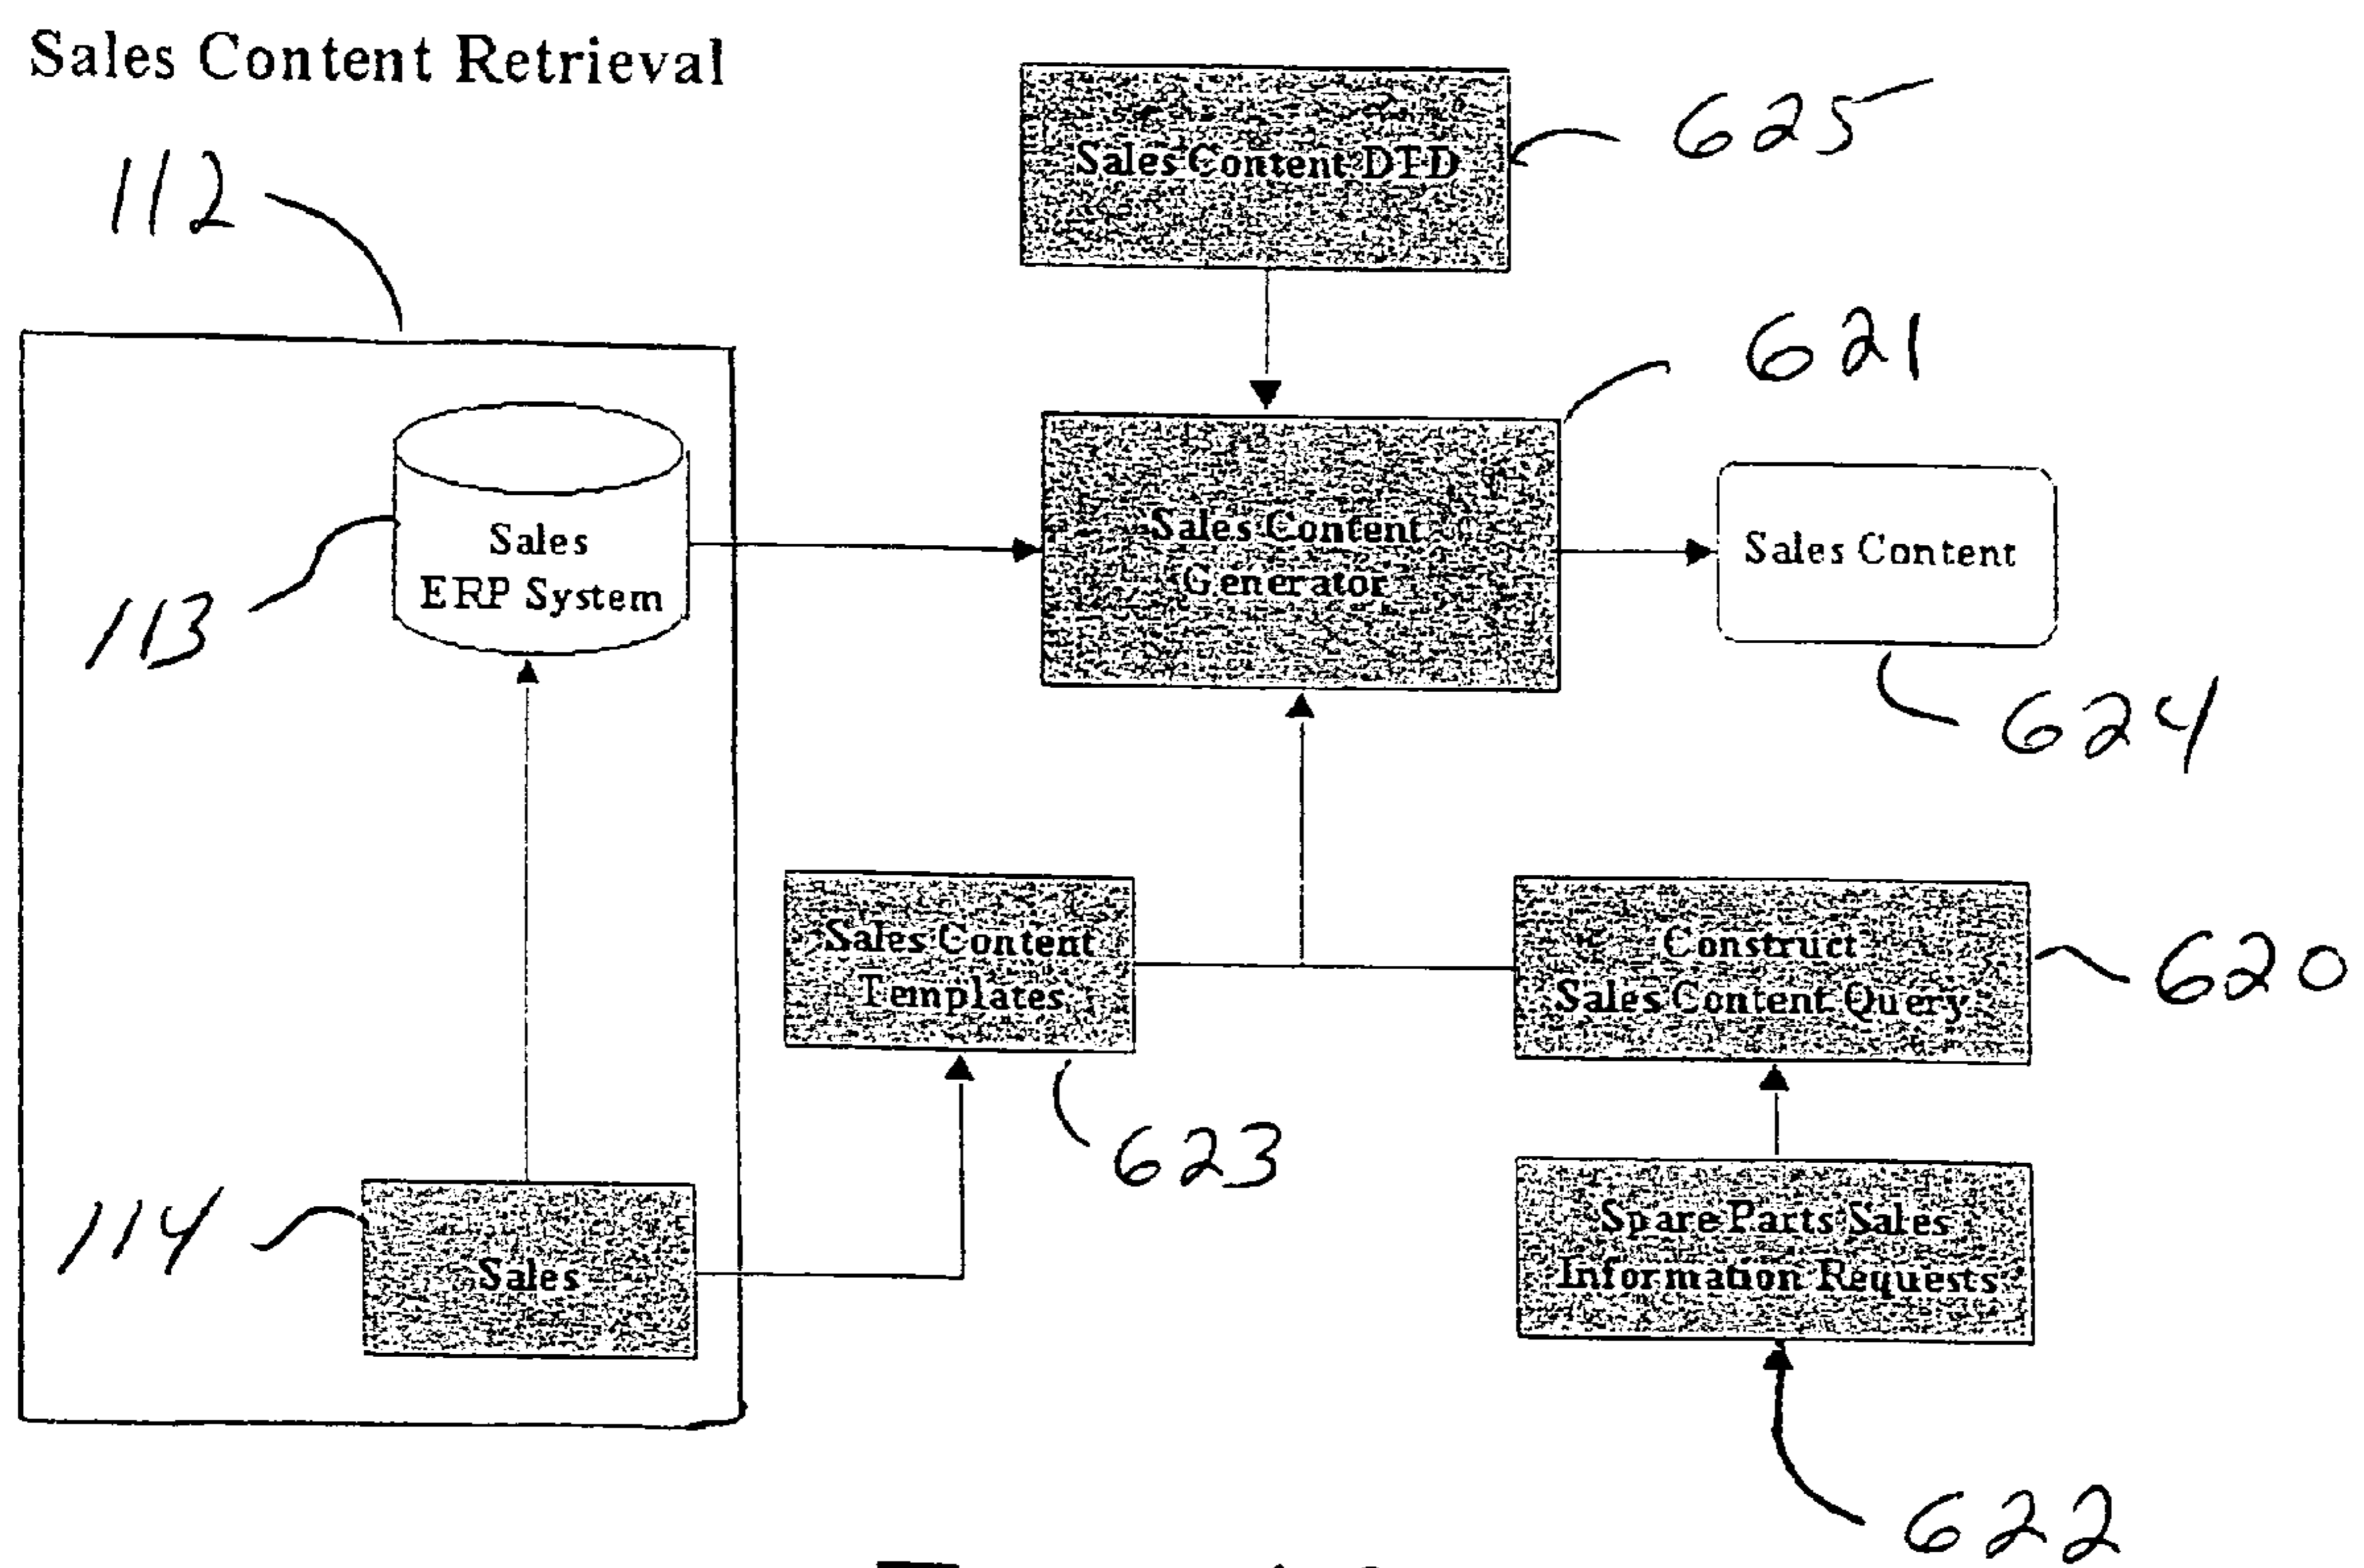 Sales Content Retrieval
112
Sales Content DTD
625
621
Sales
ERP System
113
Sales Content
Generator
Sales Content
624
Sales Content
Templates
623
Construct
Sales Content Query
620
114
Sales
Spare Parts Sales
Information Requests
622